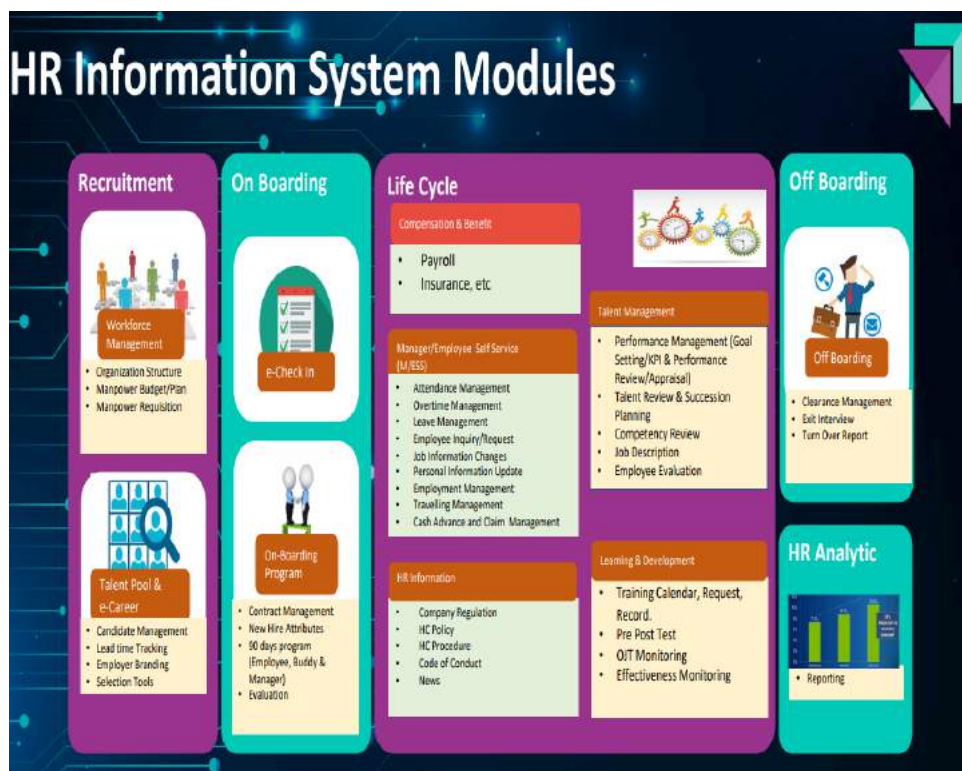 HR Information System Modules
Recruitment
Workforce
Management
• Organization Structure
• Manpower Budget/Plan
• Manpower Requisition
Talent Pool &
e-Career
• Candidate Management
• Lead time Tracking
• Employer Branding
• Selection Tools
On Boarding
e-Check In
On-Boarding
Program
• Contract Management
• New Hire Attributes
• 90 days program
(Employee, Buddy &
Manager)
• Evaluation
Life Cycle
Compensation & Benefit
• Payroll
• Insurance, etc
Manager/Employee Self Service
(M/ESS)
• Attendance Management
• Overtime Management
• Leave Management
• Employee Inquiry/Request
• Job Information Changes
• Personal Information Update
• Employment Management
• Travelling Management
• Cash Advance and Claim Management
HR Information
• Company Regulation
• HC Policy
• HC Procedure
• Code of Conduct
• News
Talent Management
• Performance Management (Goal
Setting/KPI & Performance
Review/Appraisal)
• Talent Review & Succession
Planning
• Competency Review
• Job Description
• Employee Evaluation
Learning & Development
• Training Calendar, Request,
Record.
• Pre Post Test
• OJT Monitoring
• Effectiveness Monitoring
Off Boarding
Off Boarding
• Clearance Management
• Exit Interview
• Turn Over Report
HR Analytic
• Reporting